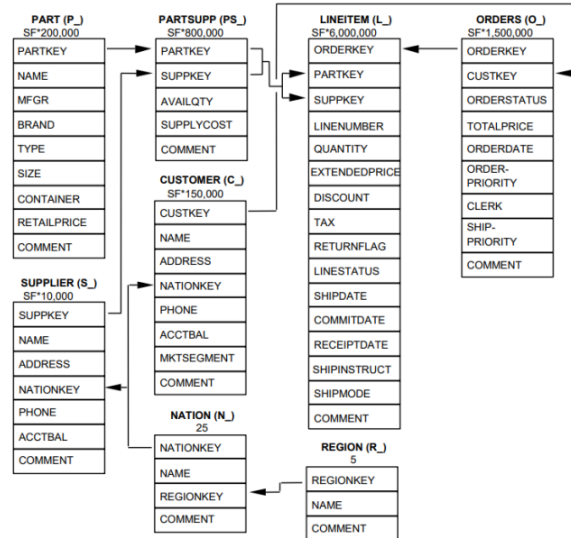 PART (P_)
SF*200,000
PARTKEY
NAME
MFGR
BRAND
TYPE
SIZE
CONTAINER
RETAILPRICE
COMMENT
SUPPLIER (S_)
SF*10,000
SUPPKEY
NAME
ADDRESS
NATIONKEY
PHONE
ACCTBAL
COMMENT
PARTSUPP (PS_)
SF*800,000
PARTKEY
SUPPKEY
AVAILQTY
SUPPLYCOST
COMMENT
CUSTOMER (C_)
SF*150,000
CUSTKEY
NAME
ADDRESS
NATIONKEY
PHONE
ACCTBAL
MKTSEGMENT
COMMENT
NATION (N_)
25
NATIONKEY
NAME
REGIONKEY
COMMENT
LINEITEM (L_)
SF*6,000,000
ORDERKEY
PARTKEY
SUPPKEY
LINENUMBER
QUANTITY
EXTENDEDPRICE
DISCOUNT
TAX
RETURNFLAG
LINESTATUS
SHIPDATE
COMMITDATE
RECEIPTDATE
SHIPINSTRUCT
SHIPMODE
COMMENT
REGION (R_)
5
REGIONKEY
NAME
COMMENT
ORDERS (O_)
SF*1,500,000
ORDERKEY
CUSTKEY
ORDERSTATUS
TOTALPRICE
ORDERDATE
ORDER-
PRIORITY
CLERK
SHIP-
PRIORITY
COMMENT